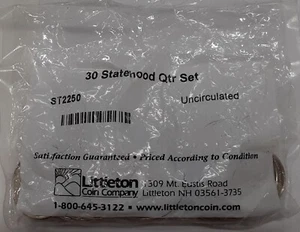 30 Statehood Qtr Set
ST2250 Uncirculated
Satisfaction Guaranteed • Priced According to Condition
Littleton
Coin Company
1309 Mt. Eustis Road
Littleton NH 03561-3735
1-800-645-3122 • www.littletoncoin.com